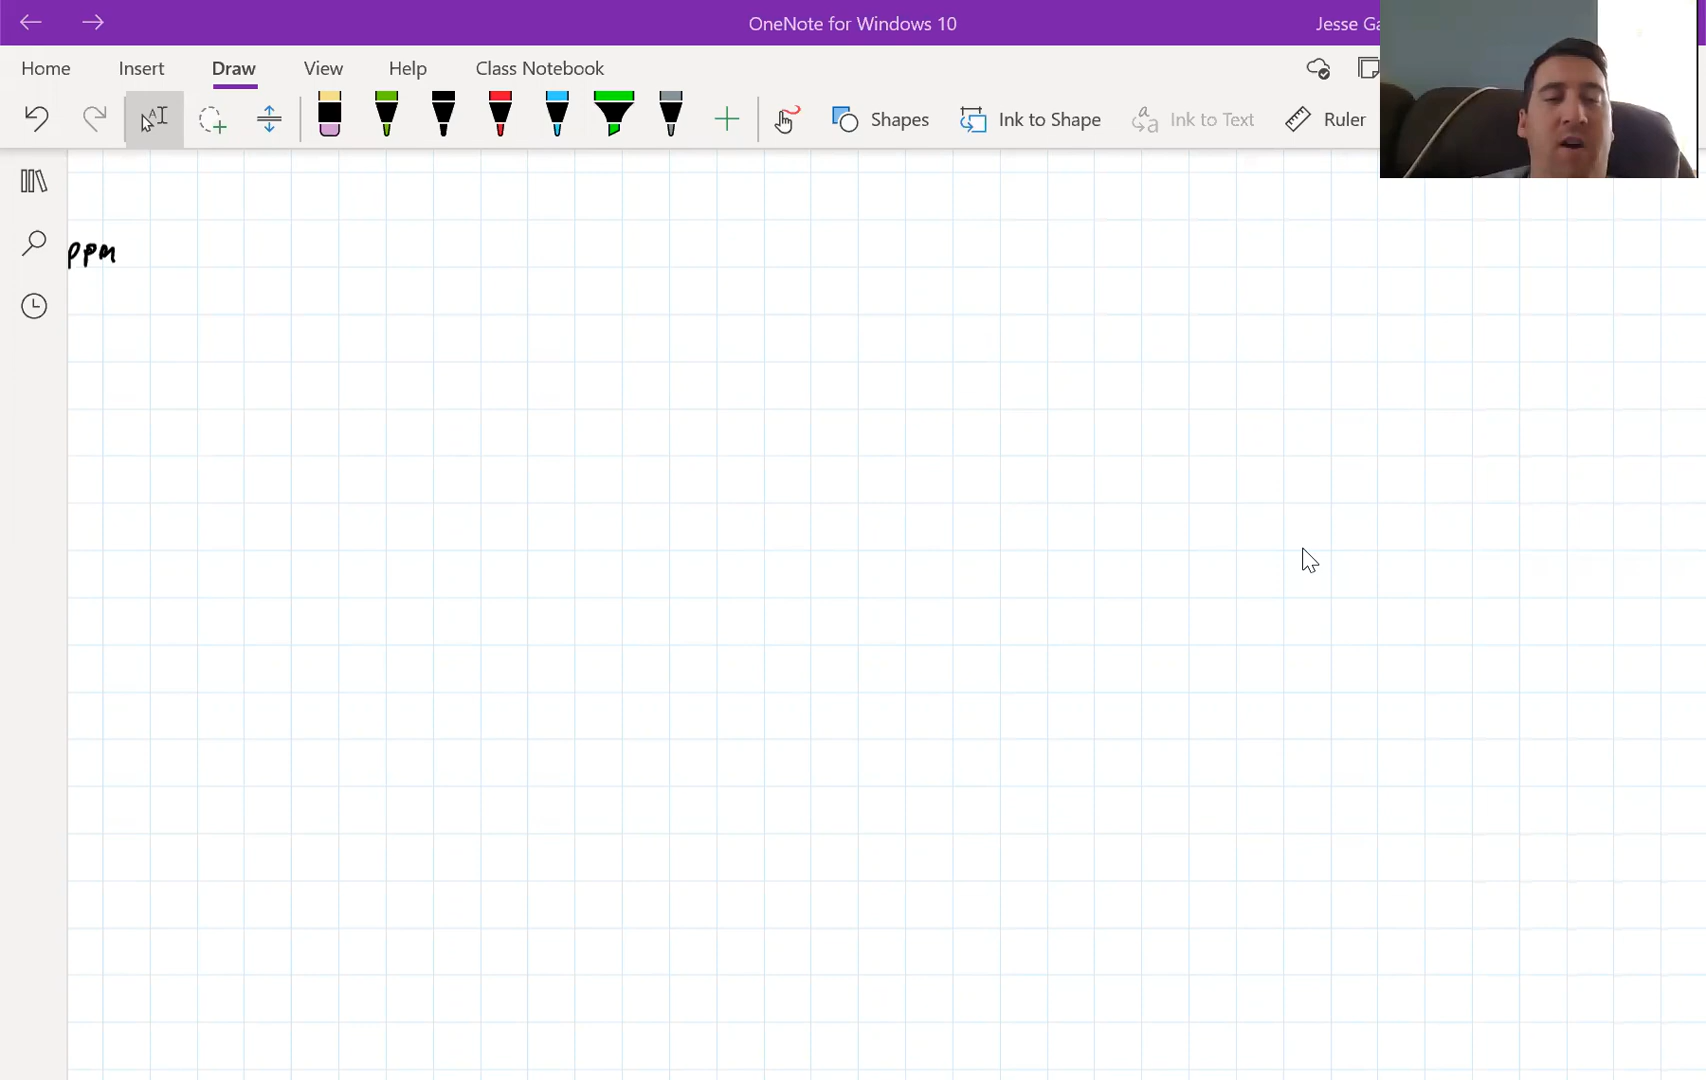 OneNote for Windows 10
Jesse Ga
Home Insert Draw View Help Class Notebook
Shapes Ink to Shape Ink to Text Ruler
ppm